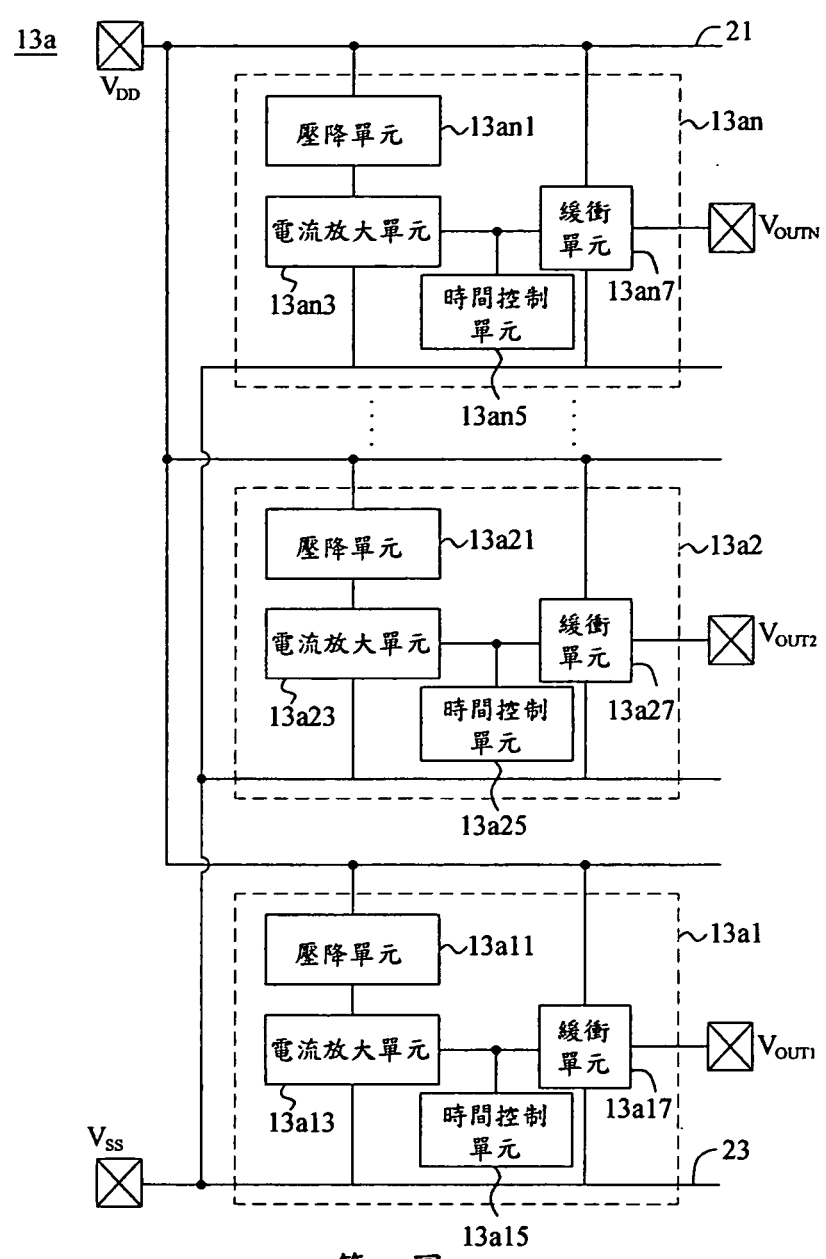 13a
V_DD
21
壓降單元
13an1
13an
電流放大單元
緩衝
單元
V_OUTN
13an3
時間控制
單元
13an7
13an5
壓降單元
13a21
13a2
電流放大單元
緩衝
單元
V_OUT2
13a23
時間控制
單元
13a27
13a25
壓降單元
13a11
13a1
電流放大單元
緩衝
單元
V_OUT1
13a13
時間控制
單元
13a17
V_SS
23
13a15